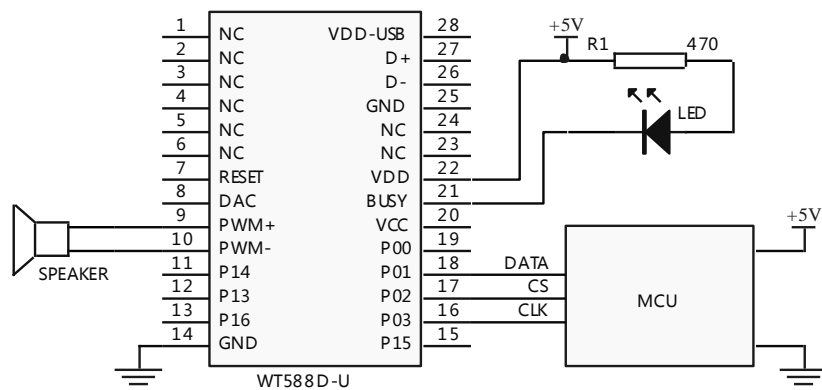 1 NC VDD-USB 28
2 NC D+ 27
3 NC D- 26
4 NC GND 25
5 NC NC 24
6 NC NC 23
7 RESET VDD 22
8 DAC BUSY 21
9 PWM+ VCC 20
10 PWM- P00 19
11 P14 P01 18
12 P13 P02 17
13 P16 P03 16
14 GND P15 15
WT588D-U
SPEAKER
+5V
R1 470
LED
DATA
CS
CLK
MCU
+5V